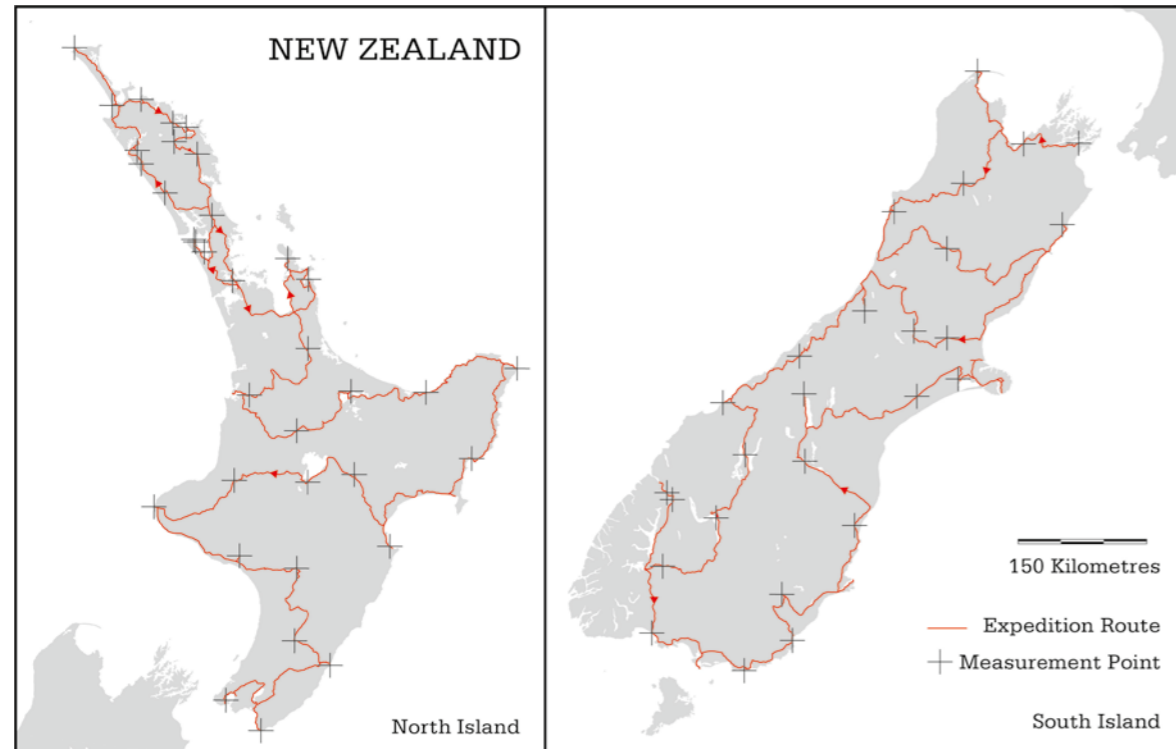 NEW ZEALAND
North Island
150 Kilometres
Expedition Route
Measurement Point
South Island